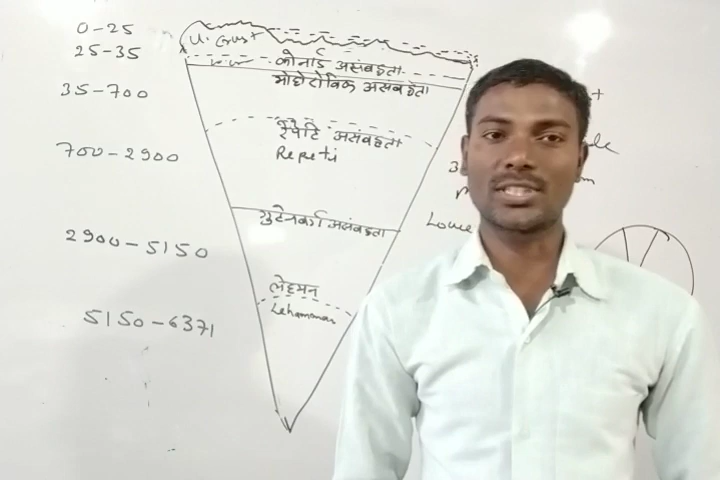 0-25
U. Crust
25-35
कोनार्ड असंबद्धता
मोहोरोविक असंबद्धता
35-700
रेपेटि असंबद्धता
Repeti
700-2900
गुटेनबर्ग असंबद्धता
2900-5150
लेहमन
Lehamanan
5150-6371